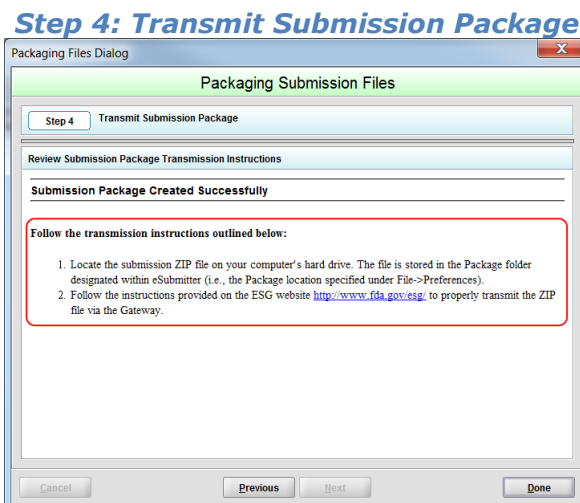 Step 4: Transmit Submission Package
Packaging Files Dialog
X
Packaging Submission Files
Step 4 Transmit Submission Package
Review Submission Package Transmission Instructions
Submission Package Created Successfully
Follow the transmission instructions outlined below:
1. Locate the submission ZIP file on your computer's hard drive. The file is stored in the Package folder
designated within eSubmitter (i.e., the Package location specified under File->Preferences).
2. Follow the instructions provided on the ESG website http://www.fda.gov/esg/ to properly transmit the ZIP
file via the Gateway.
Cancel Previous Next Done